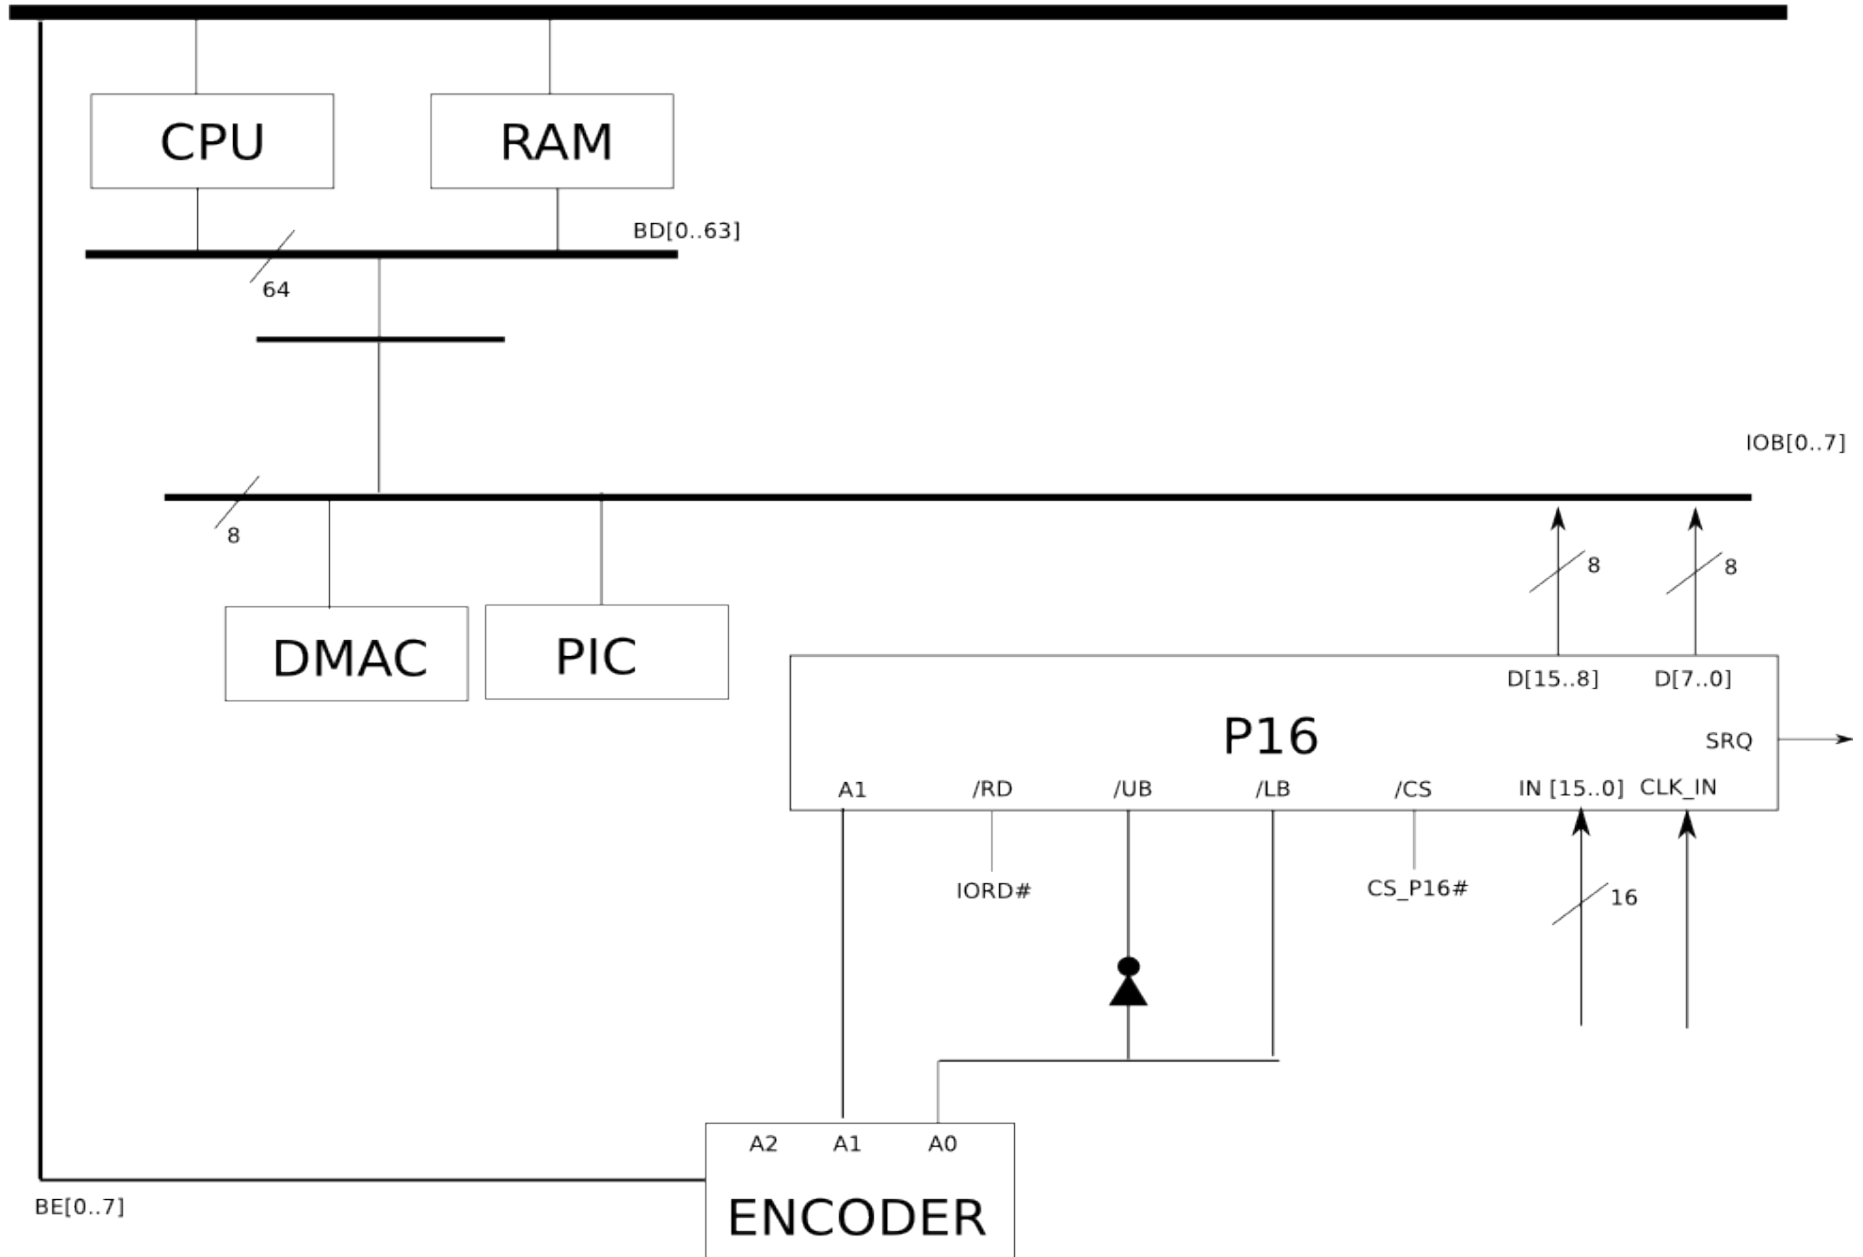 CPU
RAM
BD[0..63]
64
IOB[0..7]
8
8
8
DMAC
PIC
D[15..8]
D[7..0]
P16
SRQ
A1
/RD
/UB
/LB
/CS
IN [15..0]
CLK_IN
IORD#
CS_P16#
16
A2
A1
A0
BE[0..7]
ENCODER